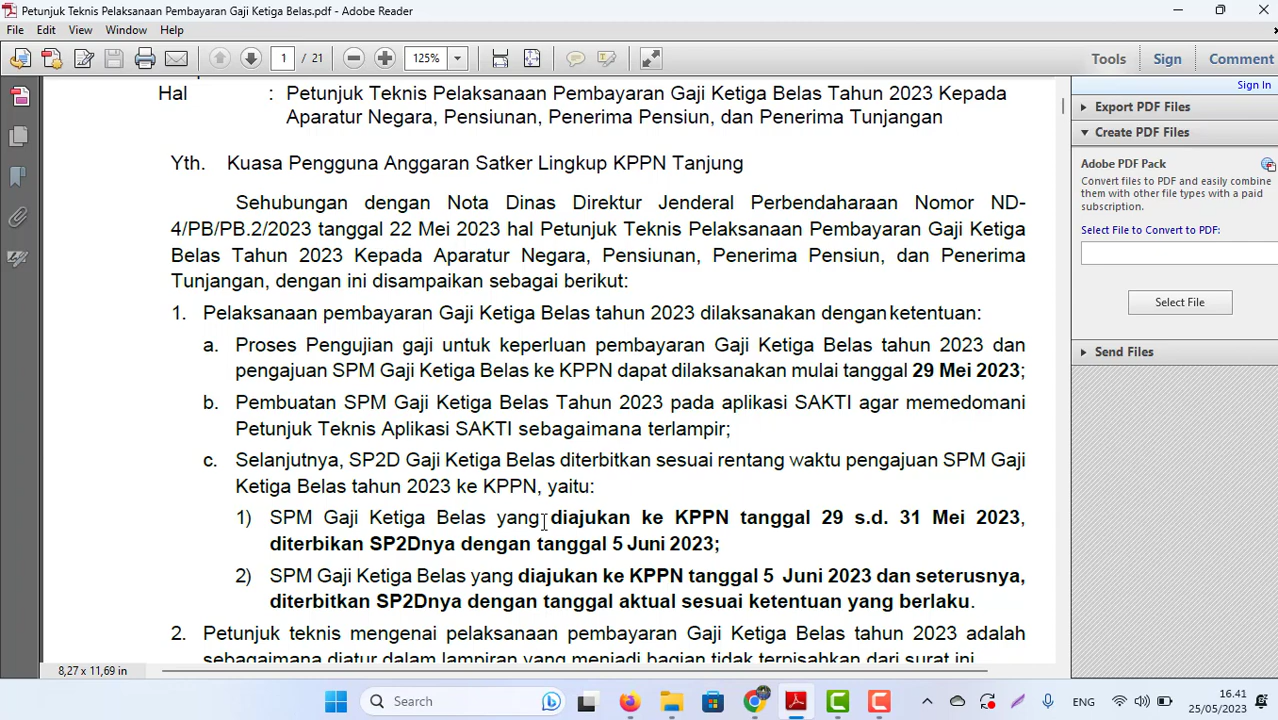 Petunjuk Teknis Pelaksanaan Pembayaran Gaji Ketiga Belas.pdf - Adobe Reader
File Edit View Window Help
1 / 21 125% Tools Sign Comment
Sign In
Hal : Petunjuk Teknis Pelaksanaan Pembayaran Gaji Ketiga Belas Tahun 2023 Kepada
Aparatur Negara, Pensiunan, Penerima Pensiun, dan Penerima Tunjangan
Yth. Kuasa Pengguna Anggaran Satker Lingkup KPPN Tanjung
Sehubungan dengan Nota Dinas Direktur Jenderal Perbendaharaan Nomor ND-
4/PB/PB.2/2023 tanggal 22 Mei 2023 hal Petunjuk Teknis Pelaksanaan Pembayaran Gaji Ketiga
Belas Tahun 2023 Kepada Aparatur Negara, Pensiunan, Penerima Pensiun, dan Penerima
Tunjangan, dengan ini disampaikan sebagai berikut:
1. Pelaksanaan pembayaran Gaji Ketiga Belas tahun 2023 dilaksanakan dengan ketentuan:
a. Proses Pengujian gaji untuk keperluan pembayaran Gaji Ketiga Belas tahun 2023 dan
pengajuan SPM Gaji Ketiga Belas ke KPPN dapat dilaksanakan mulai tanggal 29 Mei 2023;
b. Pembuatan SPM Gaji Ketiga Belas Tahun 2023 pada aplikasi SAKTI agar memedomani
Petunjuk Teknis Aplikasi SAKTI sebagaimana terlampir;
c. Selanjutnya, SP2D Gaji Ketiga Belas diterbitkan sesuai rentang waktu pengajuan SPM Gaji
Ketiga Belas tahun 2023 ke KPPN, yaitu:
1) SPM Gaji Ketiga Belas yang diajukan ke KPPN tanggal 29 s.d. 31 Mei 2023,
diterbikan SP2Dnya dengan tanggal 5 Juni 2023;
2) SPM Gaji Ketiga Belas yang diajukan ke KPPN tanggal 5 Juni 2023 dan seterusnya,
diterbitkan SP2Dnya dengan tanggal aktual sesuai ketentuan yang berlaku.
2. Petunjuk teknis mengenai pelaksanaan pembayaran Gaji Ketiga Belas tahun 2023 adalah
sebagaimana diatur dalam lampiran yang menjadi bagian tidak terpisahkan dari surat ini
8,27 x 11,69 in
Export PDF Files
Create PDF Files
Adobe PDF Pack
Convert files to PDF and easily combine
them with other file types with a paid
subscription.
Select File to Convert to PDF:
Select File
Send Files
Search
ENG
16.41
25/05/2023